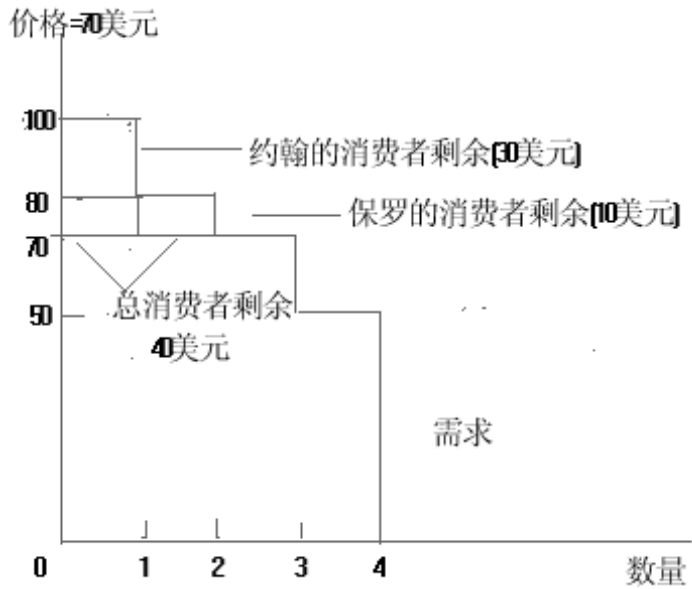 价格=70美元
100
约翰的消费者剩余(30美元)
80
保罗的消费者剩余(10美元)
70
总消费者剩余
50
40美元
需求
0 1 2 3 4 数量